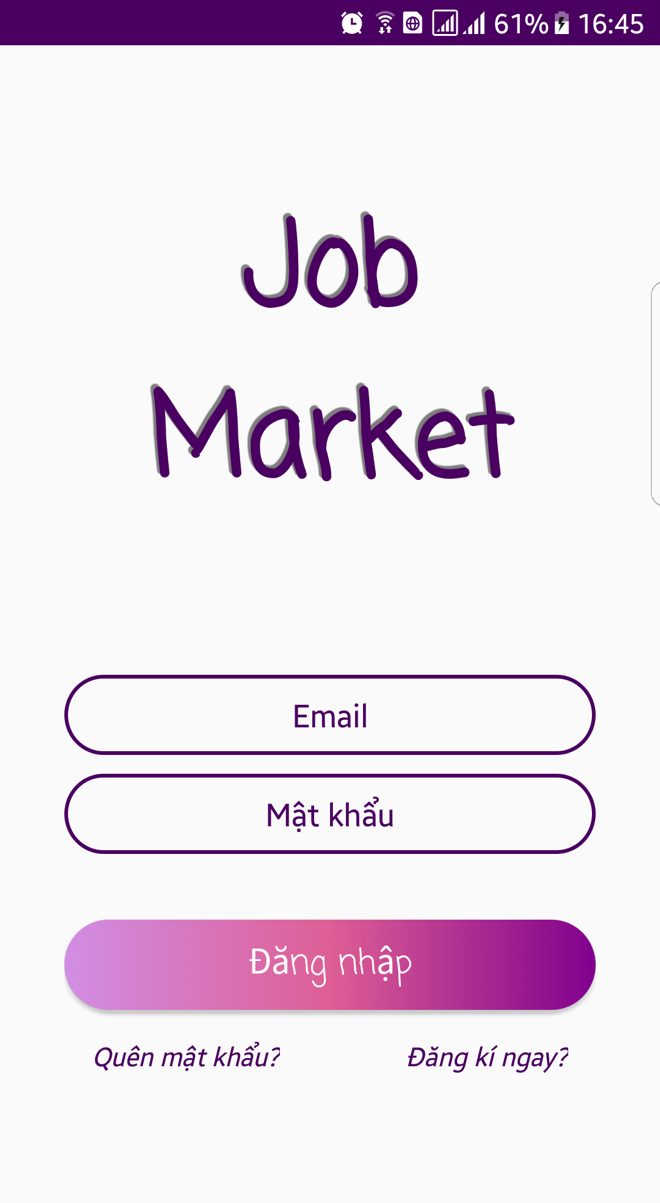 61% 16:45
Job
Market
Email
Mật khẩu
Đăng nhập
Quên mật khẩu? Đăng kí ngay?